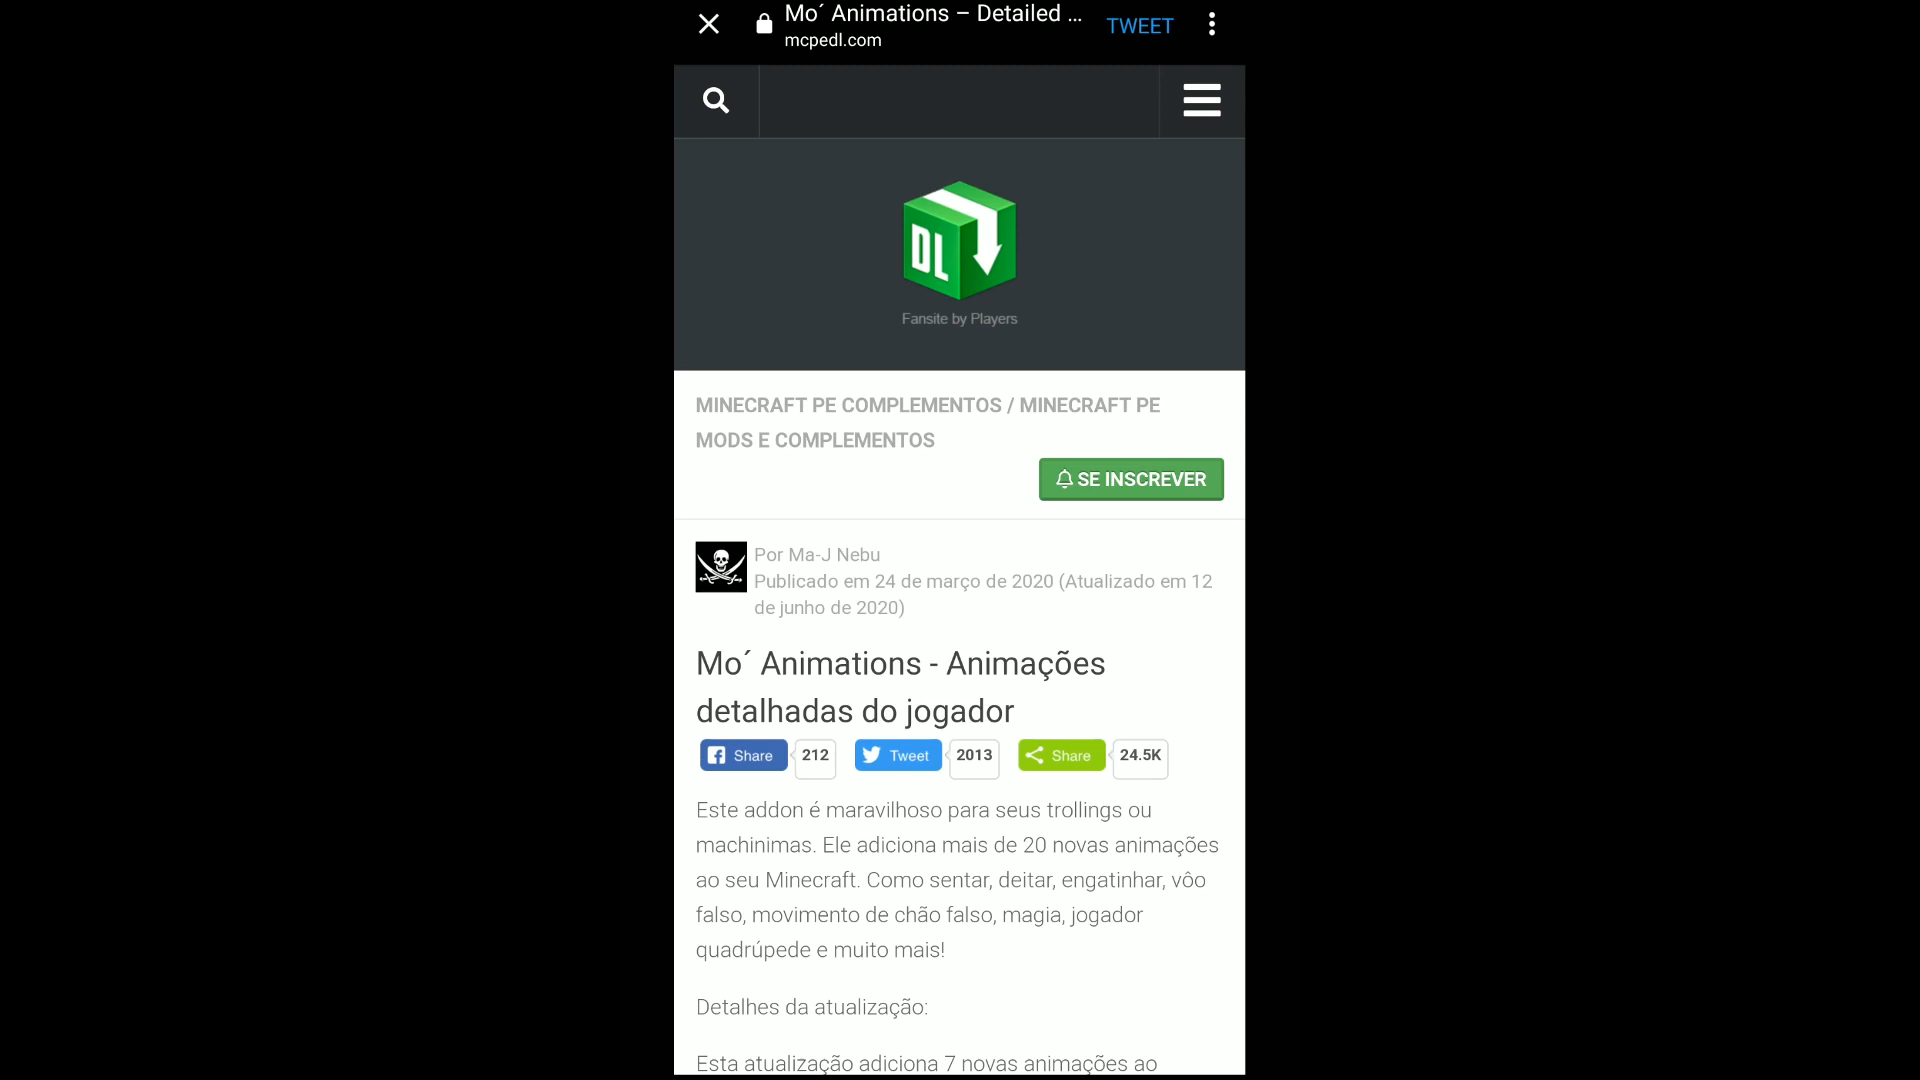 Mo´ Animations – Detailed ...
TWEET
mcpedl.com
DL
Fansite by Players
MINECRAFT PE COMPLEMENTOS / MINECRAFT PE
MODS E COMPLEMENTOS
SE INSCREVER
Por Ma-J Nebu
Publicado em 24 de março de 2020 (Atualizado em 12
de junho de 2020)
Mo´ Animations - Animações
detalhadas do jogador
Share 212 Tweet 2013 Share 24.5K
Este addon é maravilhoso para seus trollings ou
machinimas. Ele adiciona mais de 20 novas animações
ao seu Minecraft. Como sentar, deitar, engatinhar, vôo
falso, movimento de chão falso, magia, jogador
quadrúpede e muito mais!
Detalhes da atualização:
Esta atualização adiciona 7 novas animações ao